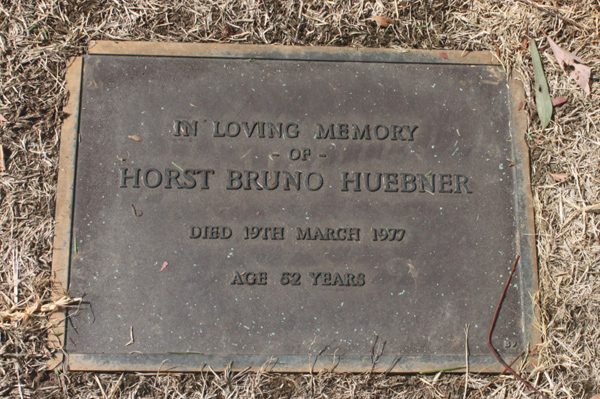 IN LOVING MEMORY
- OF -
HORST BRUNO HUEBNER
DIED 19TH MARCH 1977
AGE 52 YEARS